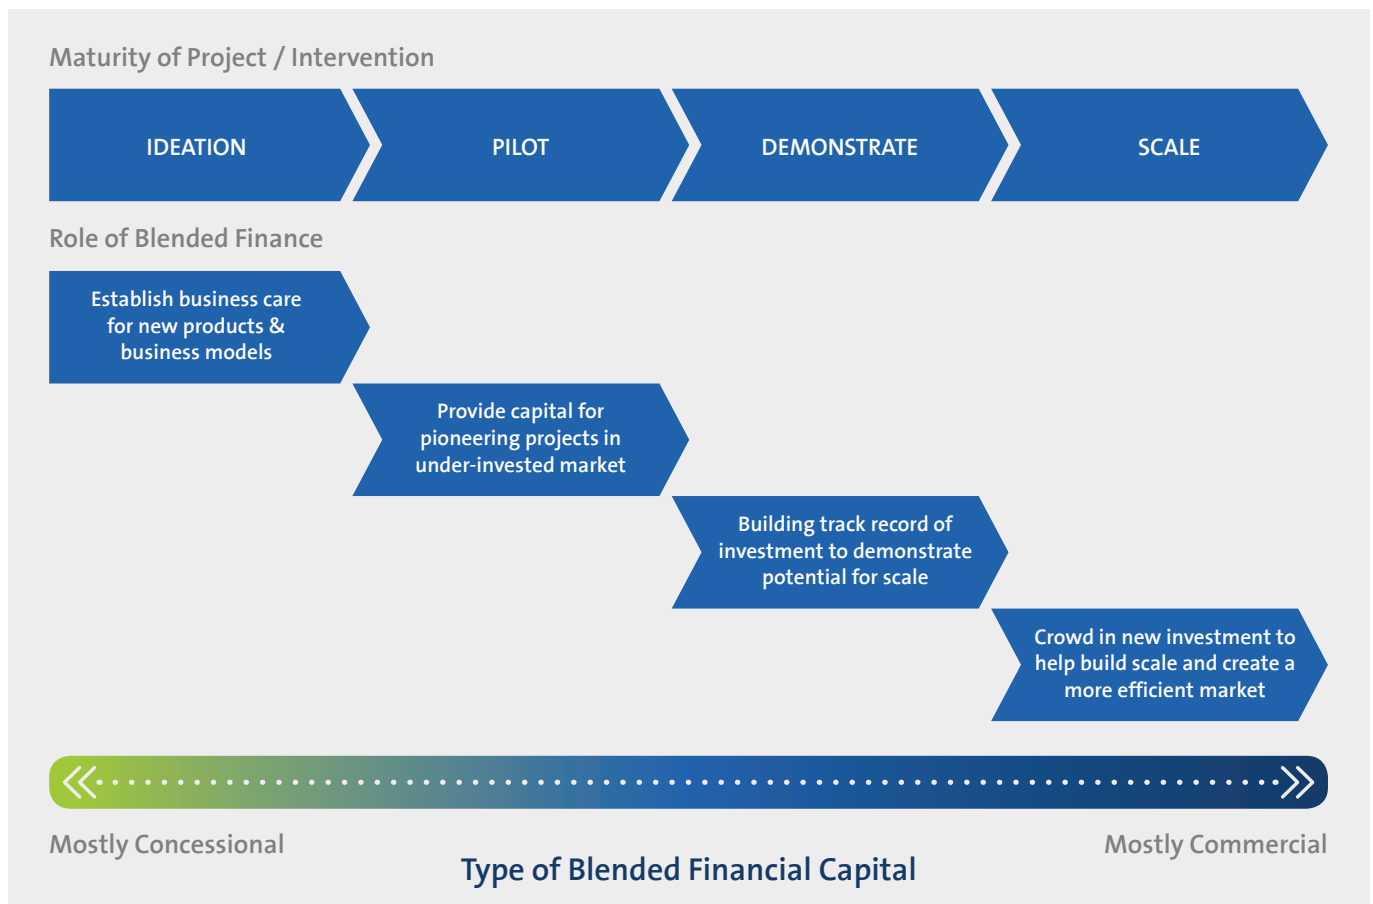 Maturity of Project / Intervention
IDEATION
PILOT
DEMONSTRATE
SCALE
Role of Blended Finance
Establish business care
for new products &
business models
Provide capital for
pioneering projects in
under-invested market
Building track record of
investment to demonstrate
potential for scale
Crowd in new investment to
help build scale and create a
more efficient market
Mostly Concessional
Mostly Commercial
Type of Blended Financial Capital